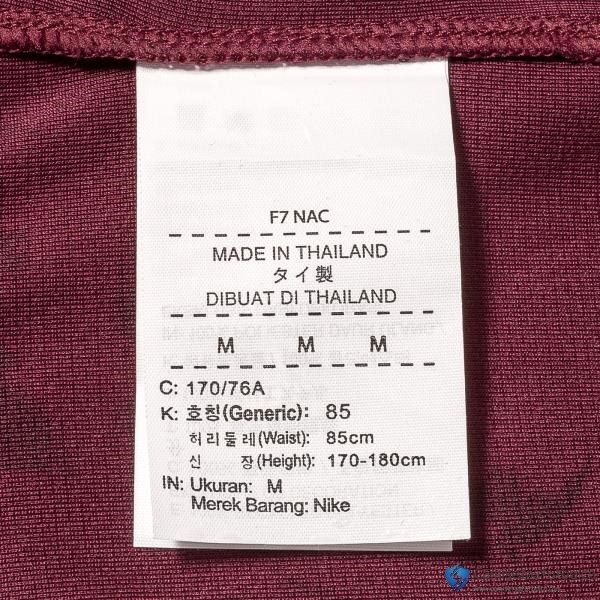 F7 NAC
MADE IN THAILAND
タイ製
DIBUAT DI THAILAND
M M M
C: 170/76A
K: 호칭(Generic): 85
허리둘레(Waist): 85cm
신 장(Height): 170-180cm
IN: Ukuran: M
Merek Barang: Nike